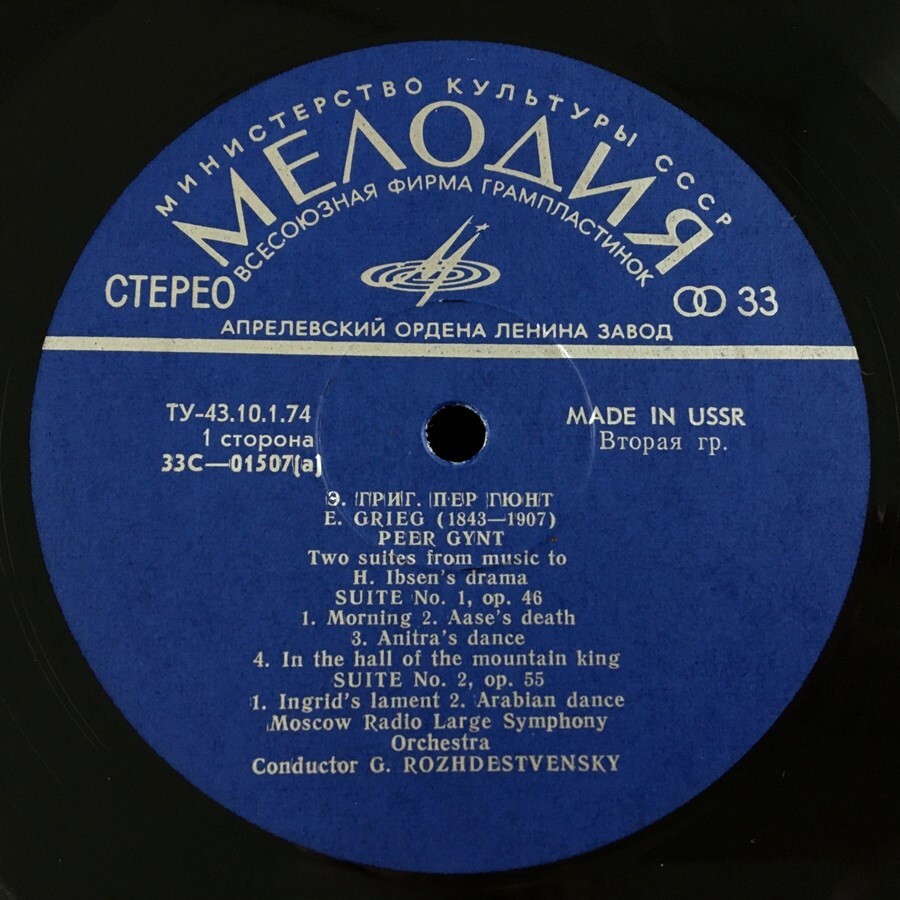 МИНИСТЕРСТВО КУЛЬТУРЫ СССР
МЕЛОДИЯ
ВСЕСОЮЗНАЯ ФИРМА ГРАМПЛАСТИНОК
СТЕРЕО
33
АПРЕЛЕВСКИЙ ОРДЕНА ЛЕНИНА ЗАВОД
ТУ-43.10.1.74
1 сторона
33С—01507(а)
MADE IN USSR
Вторая гр.
Э. ГРИГ. ПЕР ГЮНТ
E. GRIEG (1843—1907)
PEER GYNT
Two suites from music to
H. Ibsen's drama
SUITE No. 1, op. 46
1. Morning 2. Aase's death
3. Anitra's dance
4. In the hall of the mountain king
SUITE No. 2, op. 55
1. Ingrid's lament 2. Arabian dance
Moscow Radio Large Symphony
Orchestra
Conductor G. ROZHDESTVENSKY